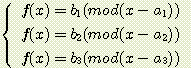 f(x) = b₁(mod(x − a₁))
f(x) = b₂(mod(x − a₂))
f(x) = b₃(mod(x − a₃))